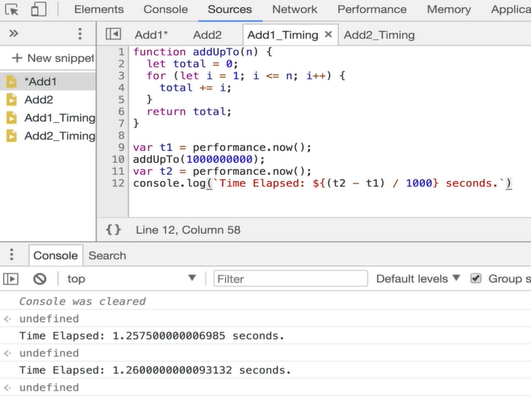 Elements Console Sources Network Performance Memory
Add1* Add2 Add1_Timing × Add2_Timing
+ New snippet
*Add1
Add2
Add1_Timing
Add2_Timing
1 function addUpTo(n) {
2 let total = 0;
3 for (let i = 1; i <= n; i++) {
4 total += i;
5 }
6 return total;
7 }
8
9 var t1 = performance.now();
10 addUpTo(1000000000);
11 var t2 = performance.now();
12 console.log(`Time Elapsed: ${(t2 - t1) / 1000} seconds.`)
{} Line 12, Column 58
Console Search
top Filter Default levels Group s
Console was cleared
undefined
Time Elapsed: 1.257500000006985 seconds.
undefined
Time Elapsed: 1.2600000000093132 seconds.
undefined